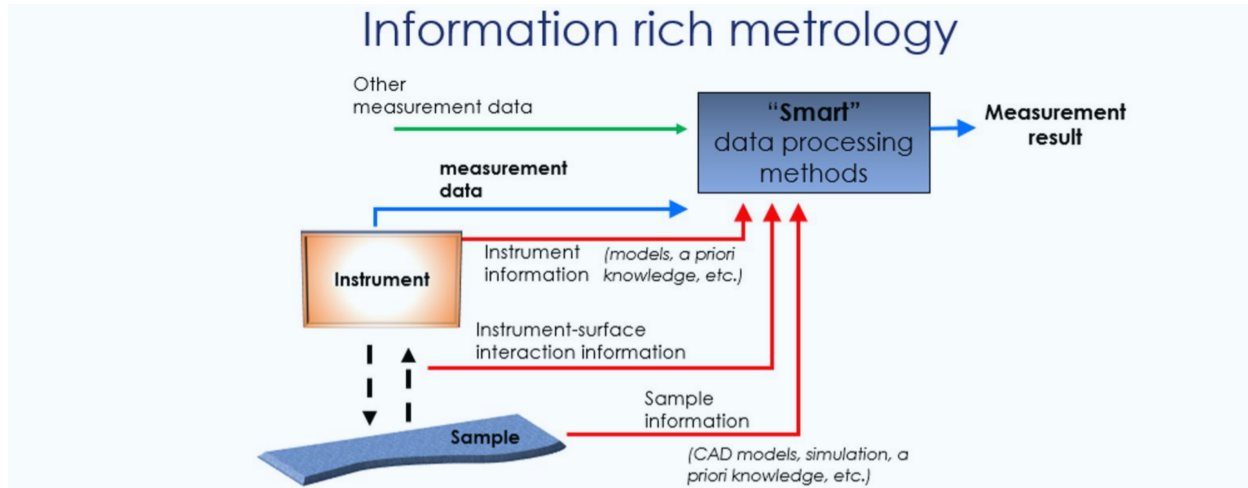 Information rich metrology
Other
measurement data
"Smart"
data processing
methods
Measurement
result
measurement
data
Instrument
Instrument
information
(models, a priori
knowledge, etc.)
Instrument-surface
interaction information
Sample
information
Sample
(CAD models, simulation, a
priori knowledge, etc.)